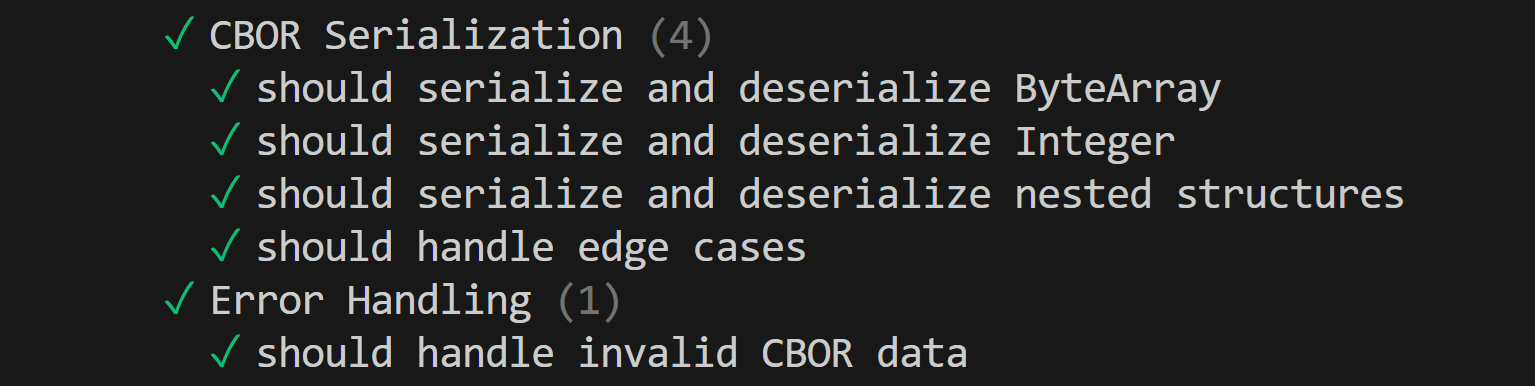 ✓ CBOR Serialization (4)
✓ should serialize and deserialize ByteArray
✓ should serialize and deserialize Integer
✓ should serialize and deserialize nested structures
✓ should handle edge cases
✓ Error Handling (1)
✓ should handle invalid CBOR data